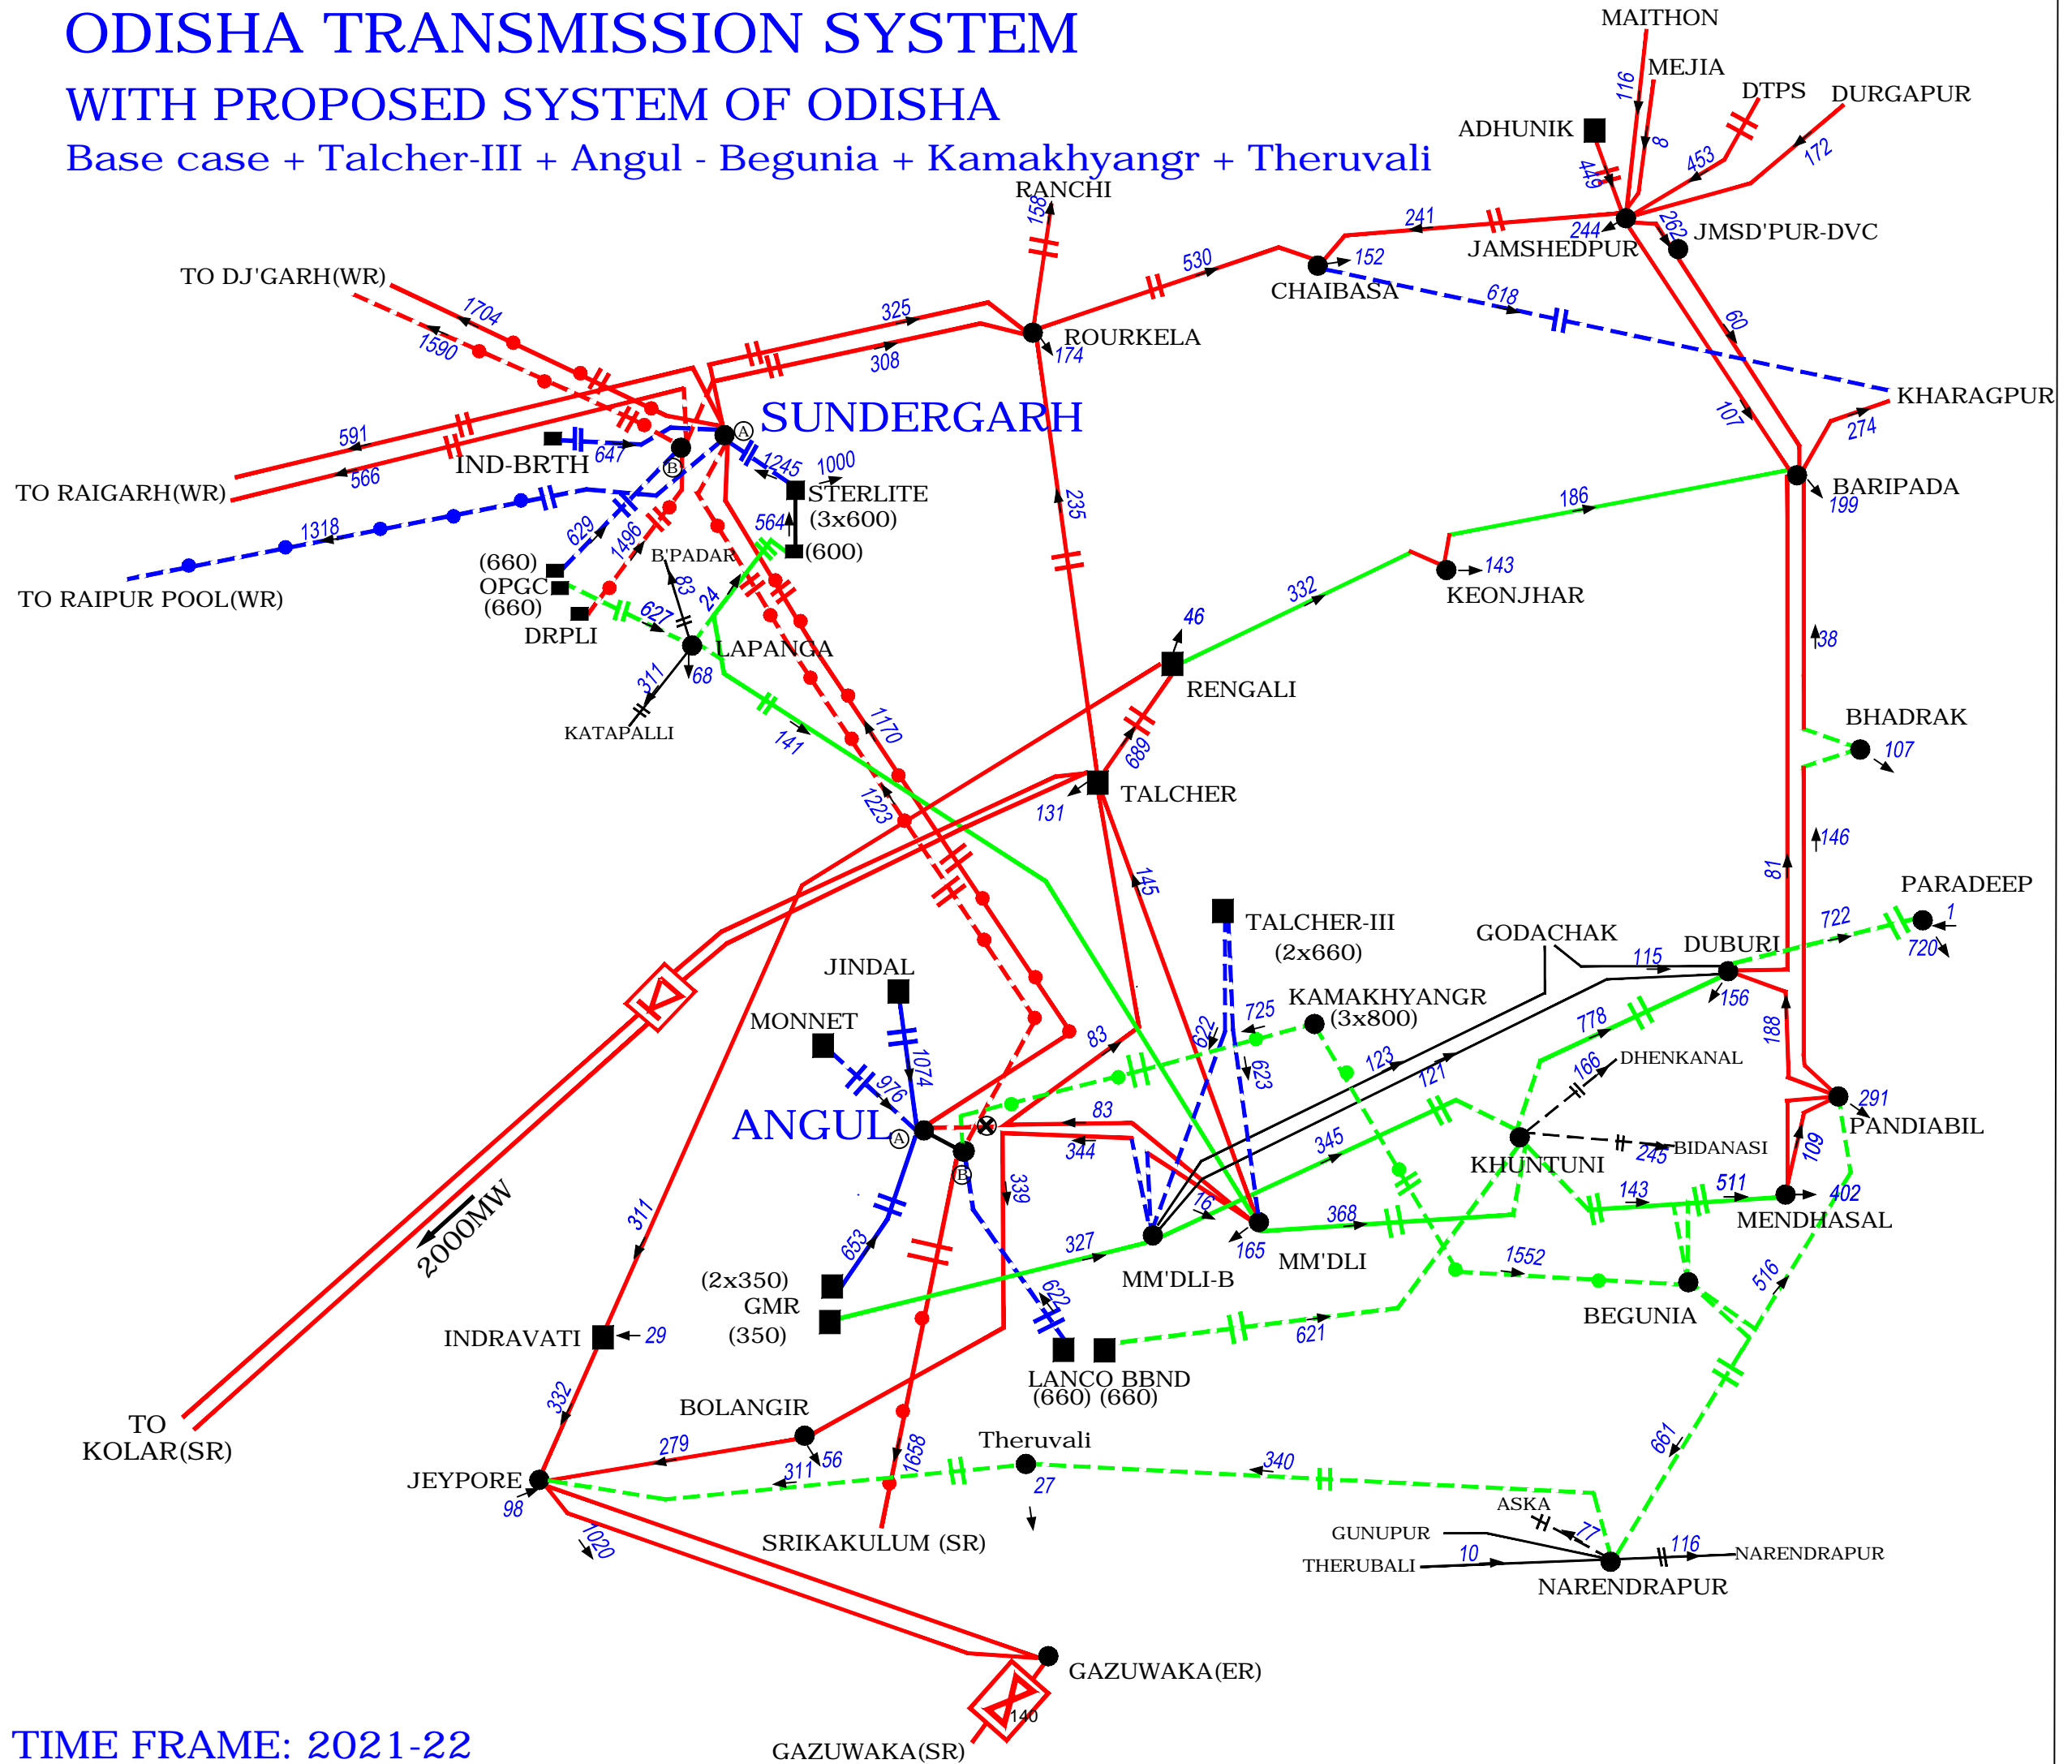 ODISHA TRANSMISSION SYSTEM
WITH PROPOSED SYSTEM OF ODISHA
Base case + Talcher-III + Angul - Begunia + Kamakhyangr + Theruvali
MAITHON
MEJIA
DTPS
DURGAPUR
ADHUNIK
116
8
453
172
449
RANCHI
158
241
244
262
JMSD'PUR-DVC
JAMSHEDPUR
530
152
CHAIBASA
TO DJ'GARH(WR)
1704
1590
325
308
ROURKELA
174
618
60
107
KHARAGPUR
274
SUNDERGARH
A
B
591
566
647
IND-BRTH
1245
1000
TO RAIGARH(WR)
STERLITE
(3x600)
564
(600)
BARIPADA
199
186
235
1318
629
1496
B'PADAR
83
24
TO RAIPUR POOL(WR)
(660)
OPGC
(660)
627
DRPLI
LAPANGA
68
311
KATAPALLI
143
KEONJHAR
332
46
RENGALI
38
BHADRAK
107
141
1170
689
1223
131
TALCHER
146
81
145
PARADEEP
722
1
720
TALCHER-III
(2x660)
GODACHAK
115
DUBURI
156
JINDAL
MONNET
1074
976
KAMAKHYANGR
(3x800)
725
622
623
83
778
188
123
121
166
DHENKANAL
291
PANDIABIL
ANGUL
A
B
83
344
345
KHUNTUNI
245
BIDANASI
109
339
16
143
511
402
MENDHASAL
311
2000MW
653
327
368
165
MM'DLI
MM'DLI-B
1552
516
(2x350)
GMR
(350)
622
BEGUNIA
INDRAVATI
29
621
LANCO BBND
(660) (660)
332
BOLANGIR
TO
KOLAR(SR)
279
56
1658
Theruvali
311
27
340
661
JEYPORE
98
1020
SRIKAKULUM (SR)
ASKA
77
GUNUPUR
THERUBALI
10
116
NARENDRAPUR
NARENDRAPUR
GAZUWAKA(ER)
140
GAZUWAKA(SR)
TIME FRAME: 2021-22